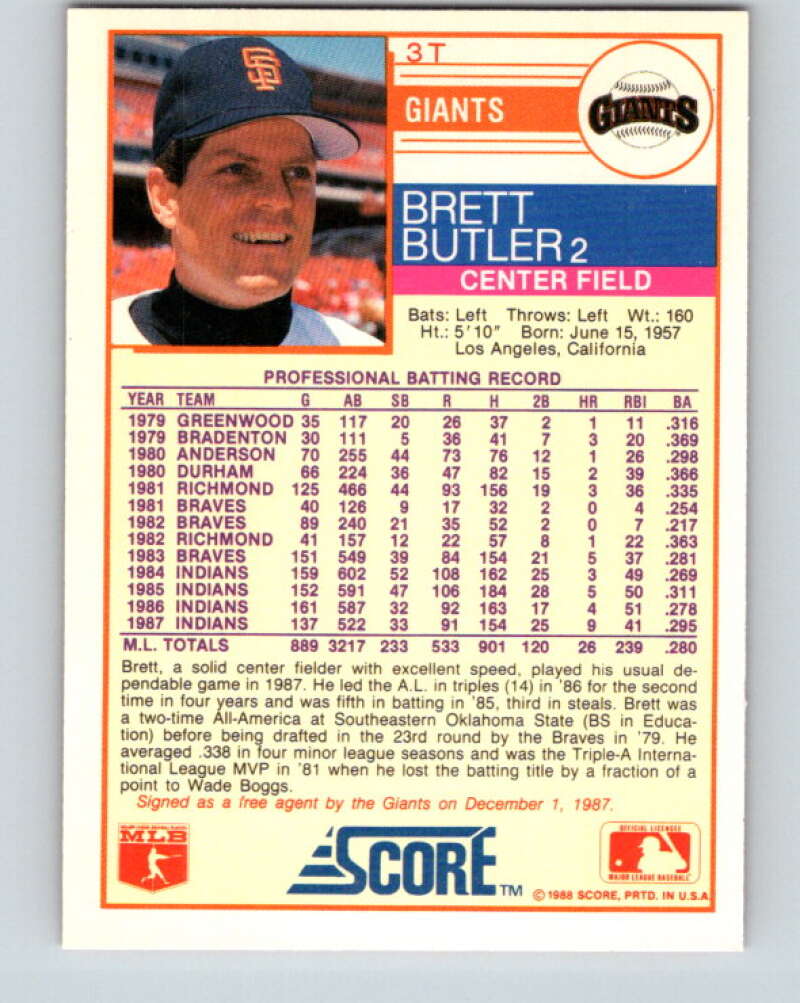 SF
3T
GIANTS
GIANTS
BRETT
BUTLER 2
CENTER FIELD
Bats: Left Throws: Left Wt.: 160
Ht.: 5'10" Born: June 15, 1957
Los Angeles, California
PROFESSIONAL BATTING RECORD
YEAR TEAM G AB SB R H 2B HR RBI BA
1979 GREENWOOD 35 117 20 26 37 2 1 11 .316
1979 BRADENTON 30 111 5 36 41 7 3 20 .369
1980 ANDERSON 70 255 44 73 76 12 1 26 .298
1980 DURHAM 66 224 36 47 82 15 2 39 .366
1981 RICHMOND 125 466 44 93 156 19 3 36 .335
1981 BRAVES 40 126 9 17 32 2 0 4 .254
1982 BRAVES 89 240 21 35 52 2 0 7 .217
1982 RICHMOND 41 157 12 22 57 8 1 22 .363
1983 BRAVES 151 549 39 84 154 21 5 37 .281
1984 INDIANS 159 602 52 108 162 25 3 49 .269
1985 INDIANS 152 591 47 106 184 28 5 50 .311
1986 INDIANS 161 587 32 92 163 17 4 51 .278
1987 INDIANS 137 522 33 91 154 25 9 41 .295
M.L. TOTALS 889 3217 233 533 901 120 26 239 .280
Brett, a solid center fielder with excellent speed, played his usual de-
pendable game in 1987. He led the A.L. in triples (14) in '86 for the second
time in four years and was fifth in batting in '85, third in steals. Brett was
a two-time All-America at Southeastern Oklahoma State (BS in Educa-
tion) before being drafted in the 23rd round by the Braves in '79. He
averaged .338 in four minor league seasons and was the Triple-A Interna-
tional League MVP in '81 when he lost the batting title by a fraction of a
point to Wade Boggs.
Signed as a free agent by the Giants on December 1, 1987.
MAJOR LEAGUE BASEBALL PLAYERS
MLB
SCORE™
OFFICIAL LICENSEE
MAJOR LEAGUE BASEBALL
© 1988 SCORE, PRTD. IN U.S.A.